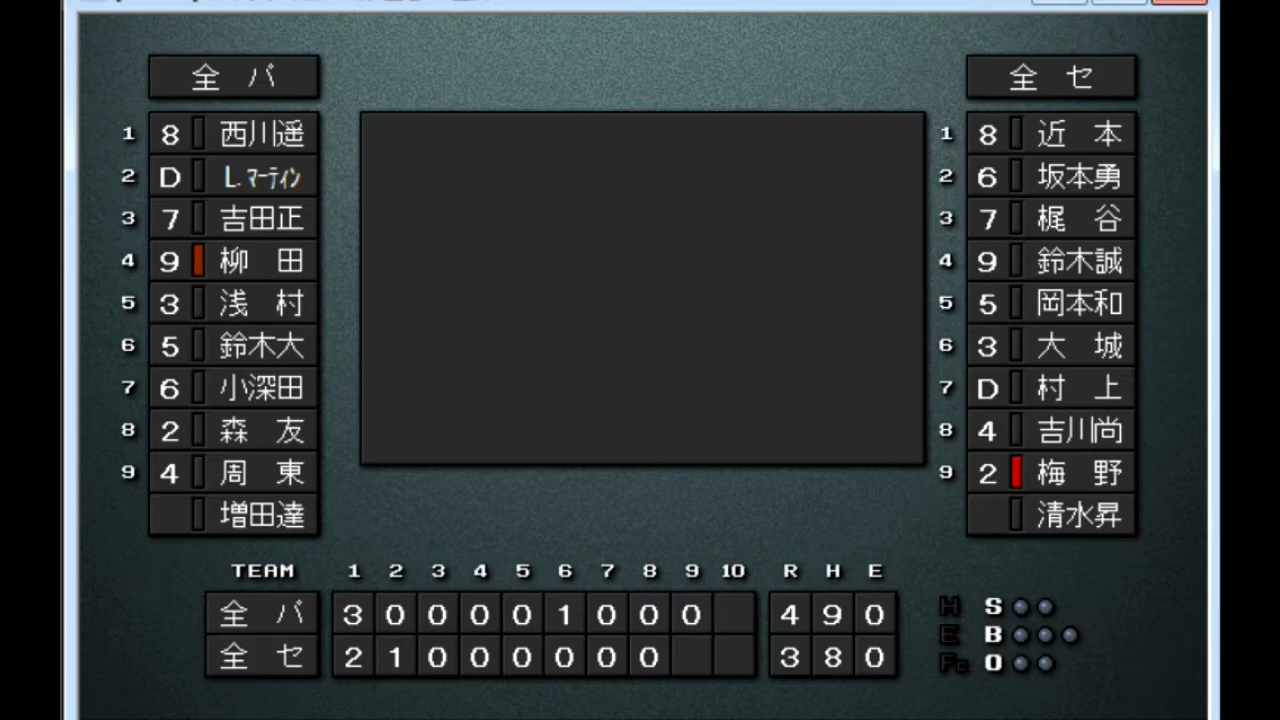 全 パ
1 8 西川遥
2 D L.マーティン
3 7 吉田正
4 9 柳 田
5 3 浅 村
6 5 鈴木大
7 6 小深田
8 2 森 友
9 4 周 東
増田達
全 セ
1 8 近 本
2 6 坂本勇
3 7 梶 谷
4 9 鈴木誠
5 5 岡本和
6 3 大 城
7 D 村 上
8 4 吉川尚
9 2 梅 野
清水昇
TEAM 1 2 3 4 5 6 7 8 9 10 R H E
全 パ 3 0 0 0 0 1 0 0 0 4 9 0
全 セ 2 1 0 0 0 0 0 0 3 8 0
H S
E B
Fc O